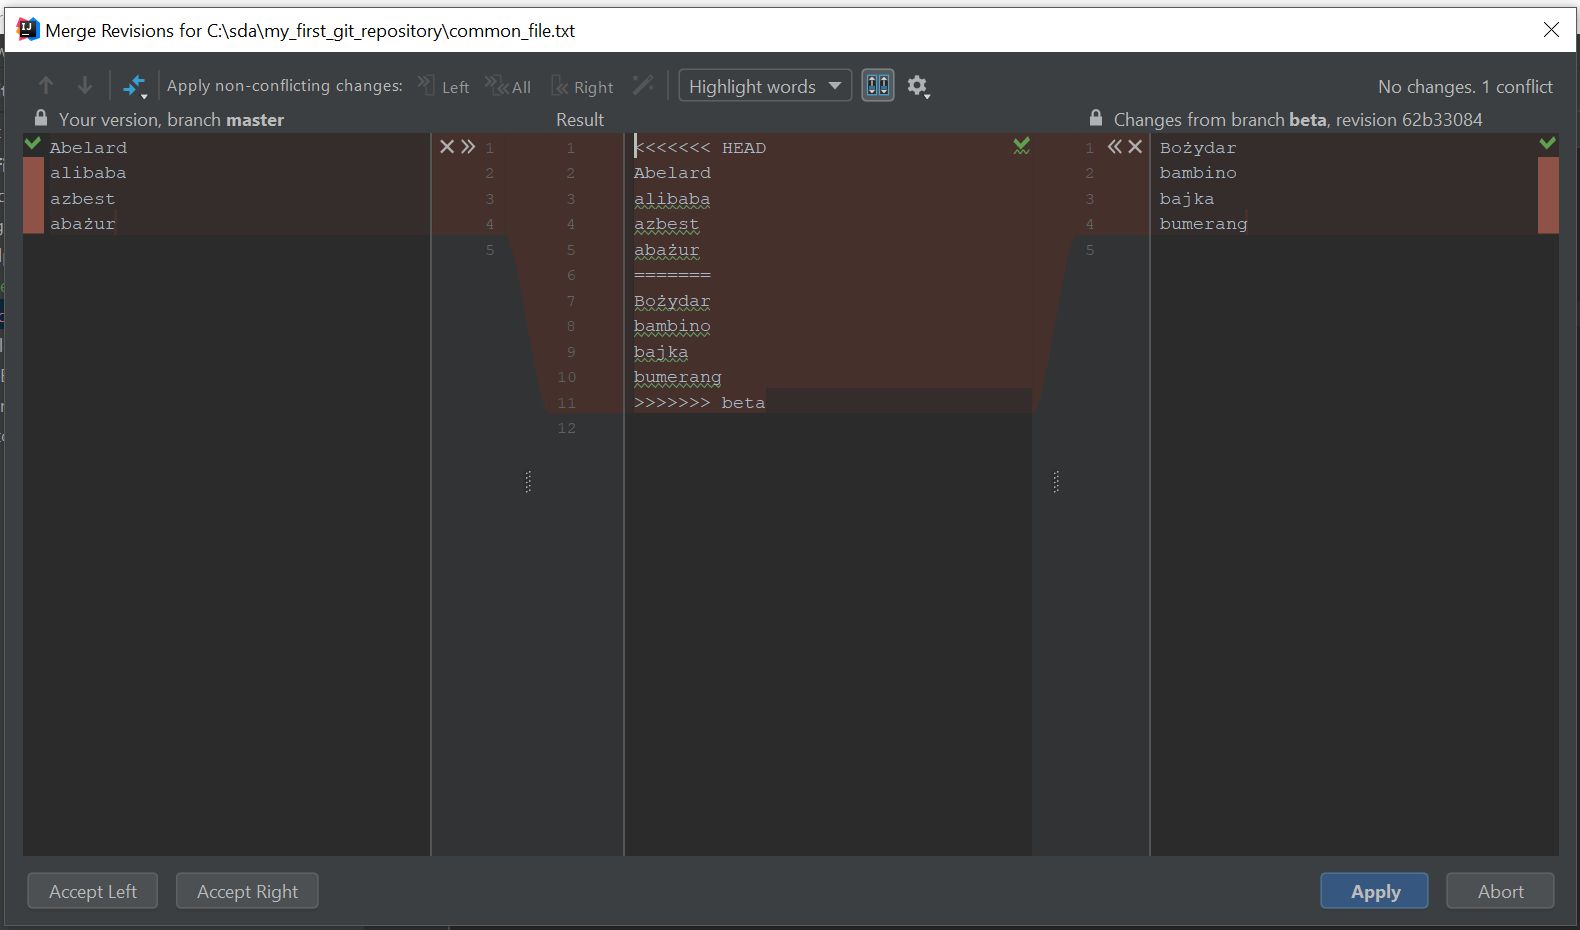 Merge Revisions for C:\sda\my_first_git_repository\common_file.txt
Apply non-conflicting changes: Left All Right Highlight words No changes. 1 conflict
Your version, branch master Result Changes from branch beta, revision 62b33084
Abelard 1 1 <<<<<<< HEAD 1 Bożydar
alibaba 2 2 Abelard 2 bambino
azbest 3 3 alibaba 3 bajka
abażur 4 4 azbest 4 bumerang
5 5 abażur 5
6 =======
7 Bożydar
8 bambino
9 bajka
10 bumerang
11 >>>>>>> beta
12
Accept Left Accept Right Apply Abort